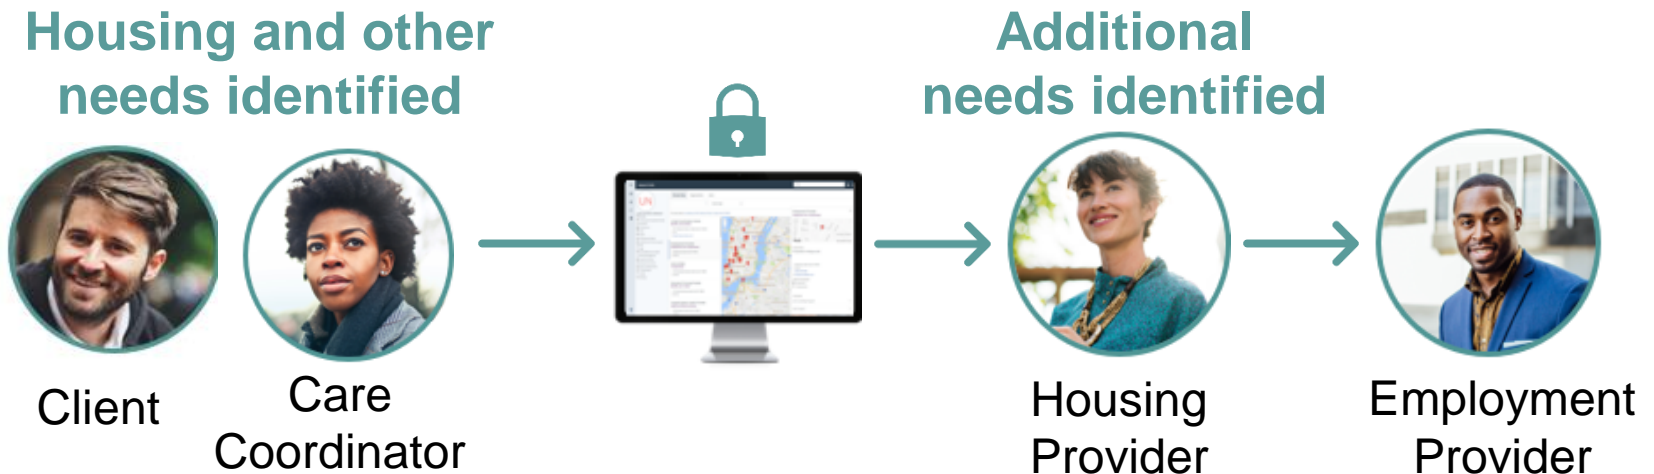 Housing and other
needs identified
Additional
needs identified
Client
Care
Coordinator
Housing
Provider
Employment
Provider